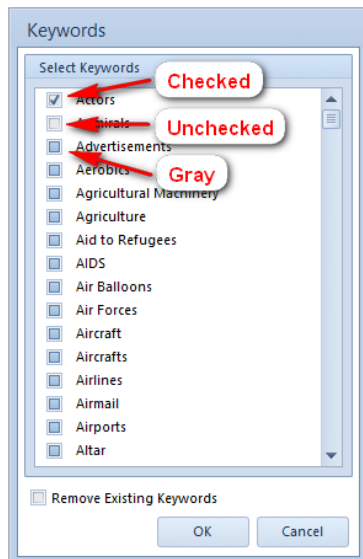 Keywords
Select Keywords
Checked
Actors
Unchecked
Admirals
Advertisements
Gray
Aerobics
Agricultural Machinery
Agriculture
Aid to Refugees
AIDS
Air Balloons
Air Forces
Aircraft
Aircrafts
Airlines
Airmail
Airports
Altar
Remove Existing Keywords
OK
Cancel